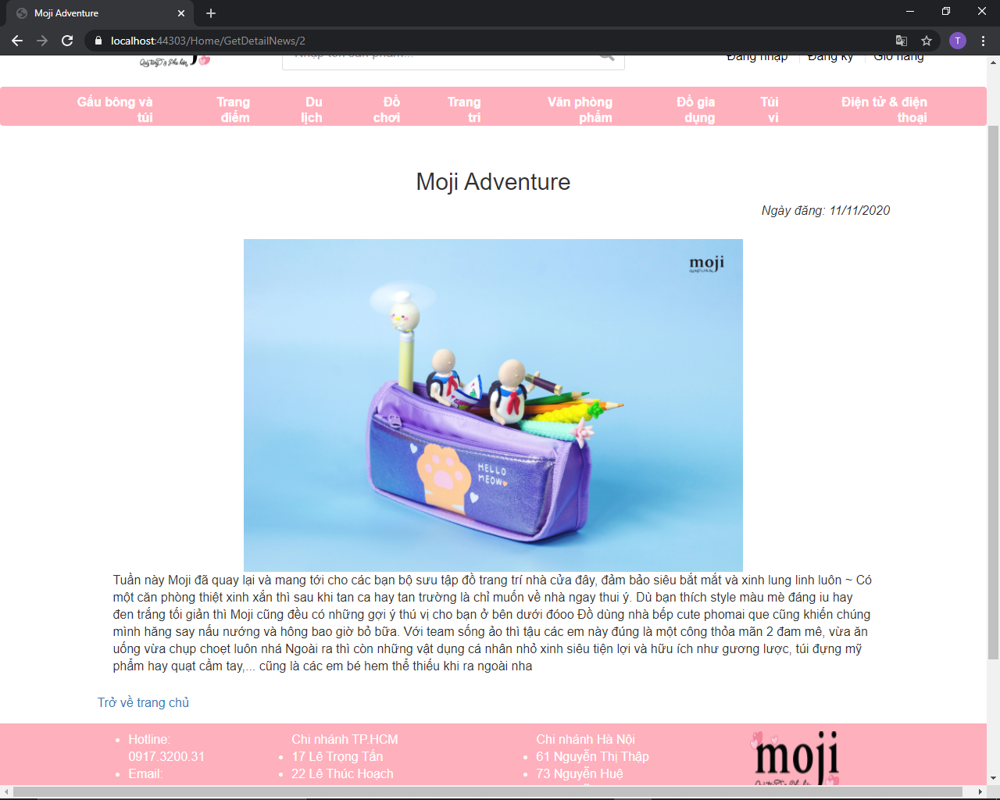 Moji Adventure
localhost:44303/Home/GetDetailNews/2
T
Quà tặng & Phụ kiện
Nhập tên sản phẩm...
Đăng nhập
Đăng ký
Giỏ hàng
Gấu bông và túi
Trang điểm
Du lịch
Đồ chơi
Trang trí
Văn phòng phẩm
Đồ gia dụng
Túi ví
Điện tử & điện thoại
Moji Adventure
Ngày đăng: 11/11/2020
moji
HELLO
MEOW
Tuần này Moji đã quay lại và mang tới cho các bạn bộ sưu tập đồ trang trí nhà cửa đây, đảm bảo siêu bắt mắt và xinh lung linh luôn ~ Có
một căn phòng thiệt xinh xắn thì sau khi tan ca hay tan trường là chỉ muốn về nhà ngay thui ý. Dù bạn thích style màu mè đáng iu hay
đen trắng tối giản thì Moji cũng đều có những gợi ý thú vị cho bạn ở bên dưới đóoo Đồ dùng nhà bếp cute phomai que cũng khiến chúng
mình hăng say nấu nướng và hông bao giờ bỏ bữa. Với team sống ảo thì tậu các em này đúng là một công thỏa mãn 2 đam mê, vừa ăn
uống vừa chụp choẹt luôn nhá Ngoài ra thì còn những vật dụng cá nhân nhỏ xinh siêu tiện lợi và hữu ích như gương lược, túi đựng mỹ
phẩm hay quạt cầm tay,... cũng là các em bé hem thể thiếu khi ra ngoài nha
Trở về trang chủ
Hotline:
0917.3200.31
Email:
Chi nhánh TP.HCM
17 Lê Trọng Tấn
22 Lê Thúc Hoạch
Chi nhánh Hà Nội
61 Nguyễn Thị Thập
73 Nguyễn Huệ
moji